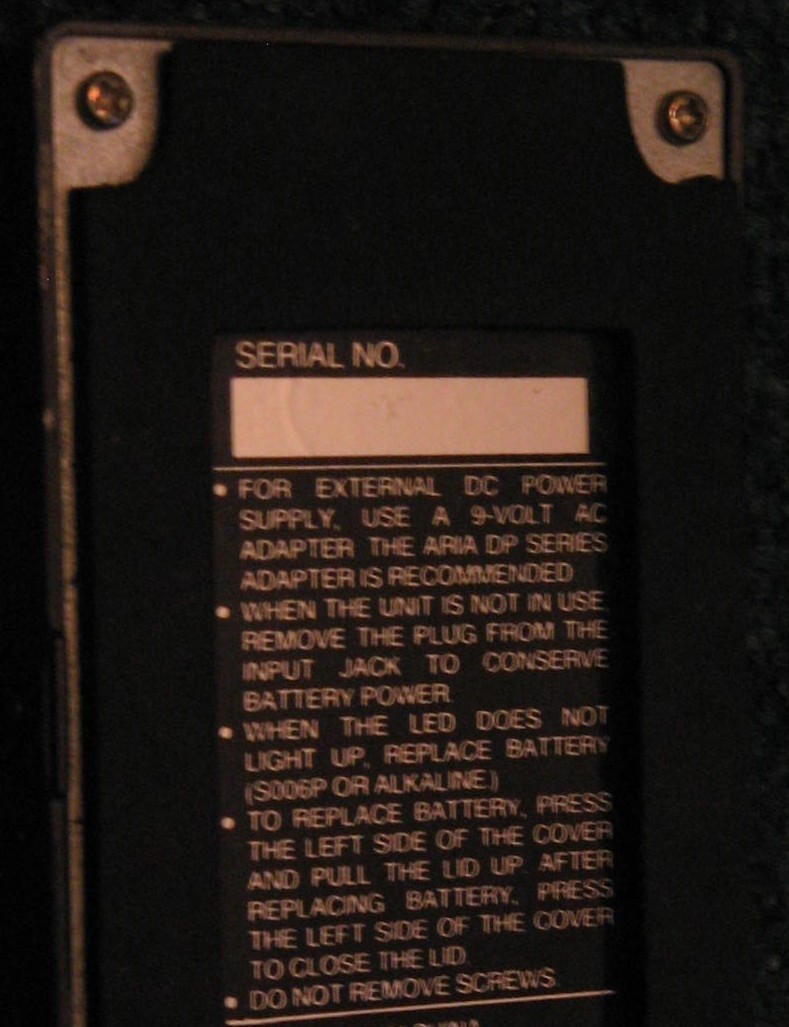 SERIAL NO.
• FOR EXTERNAL DC POWER
SUPPLY, USE A 9-VOLT AC
ADAPTER THE ARIA DP SERIES
ADAPTER IS RECOMMENDED
• WHEN THE UNIT IS NOT IN USE,
REMOVE THE PLUG FROM THE
INPUT JACK TO CONSERVE
BATTERY POWER
• WHEN THE LED DOES NOT
LIGHT UP, REPLACE BATTERY
(S006P OR ALKALINE.)
• TO REPLACE BATTERY, PRESS
THE LEFT SIDE OF THE COVER
AND PULL THE LID UP AFTER
REPLACING BATTERY, PRESS
THE LEFT SIDE OF THE COVER
TO CLOSE THE LID.
• DO NOT REMOVE SCREWS.